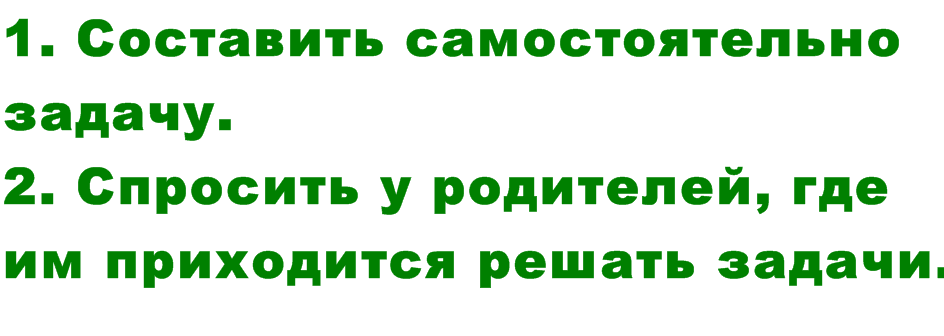 1. Составить самостоятельно
задачу.
2. Спросить у родителей, где
им приходится решать задачи.